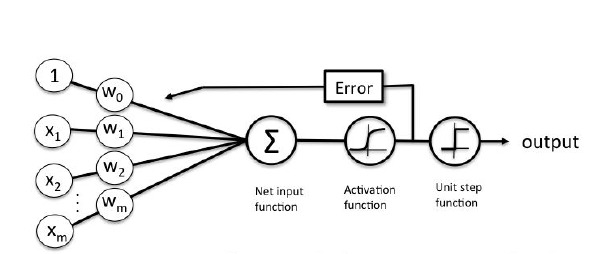 1
w0
x1
w1
x2
w2
⋮
wm
xm
Σ
Error
output
Net input
function
Activation
function
Unit step
function